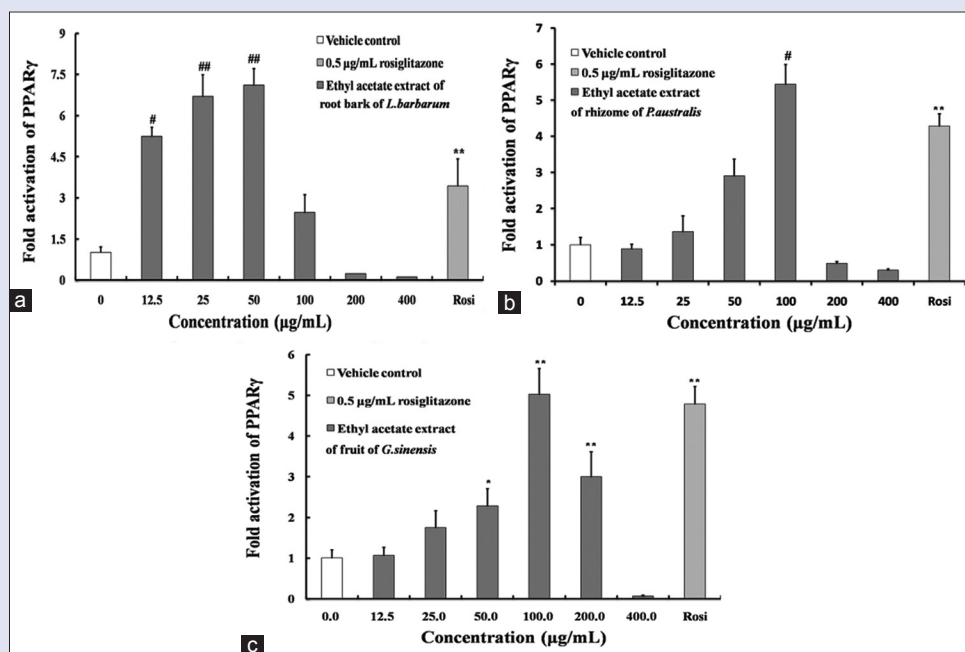 9
7.5
6
4.5
3
1.5
0
Fold activation of PPARγ
Vehicle control
0.5 µg/mL rosiglitazone
Ethyl acetate extract of
root bark of L.barbarum
#
##
##
**
0 12.5 25 50 100 200 400 Rosi
Concentration (µg/mL)
a
7
6
5
4
3
2
1
0
Fold activation of PPARγ
Vehicle control
0.5 µg/mL rosiglitazone
Ethyl acetate extract
of rhizome of P.australis
#
**
0 12.5 25 50 100 200 400 Rosi
Concentration (µg/mL)
b
6
5
4
3
2
1
0
Fold activation of PPARγ
Vehicle control
0.5 µg/mL rosiglitazone
Ethyl acetate extract
of fruit of G.sinensis
*
**
**
**
0.0 12.5 25.0 50.0 100.0 200.0 400.0 Rosi
Concentration (µg/mL)
c